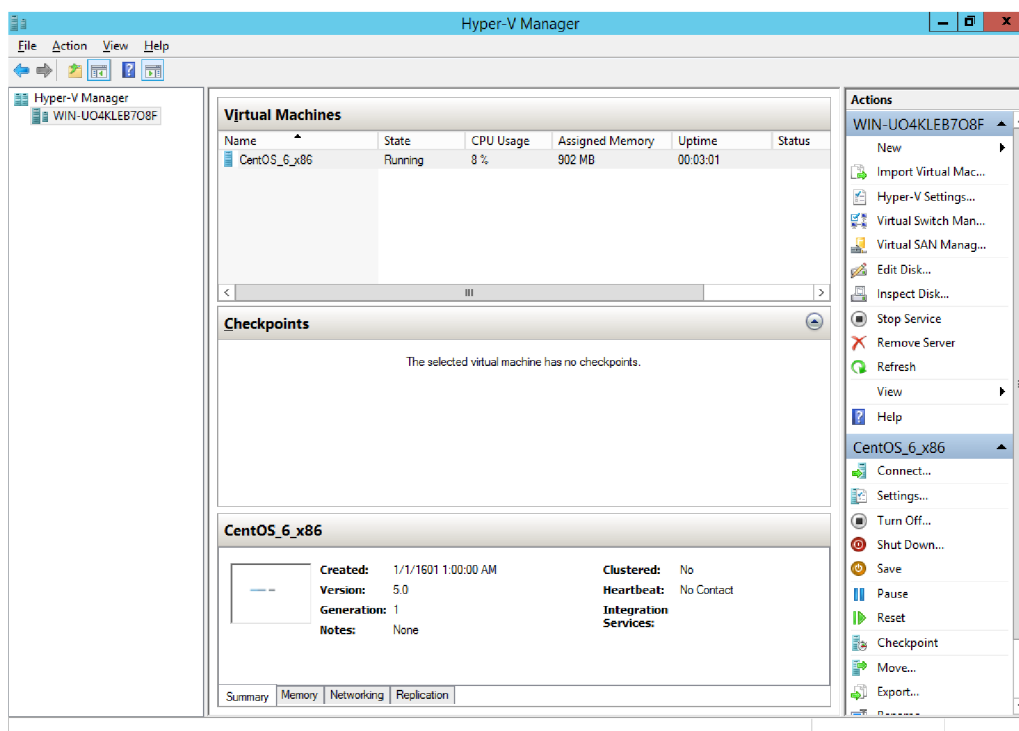 Hyper-V Manager
File Action View Help
Hyper-V Manager
WIN-UO4KLEB7O8F
Virtual Machines
Name State CPU Usage Assigned Memory Uptime Status
CentOS_6_x86 Running 8 % 902 MB 00:03:01
Checkpoints
The selected virtual machine has no checkpoints.
CentOS_6_x86
Created: 1/1/1601 1:00:00 AM Clustered: No
Version: 5.0 Heartbeat: No Contact
Generation: 1 Integration
Services:
Notes: None
Summary Memory Networking Replication
Actions
WIN-UO4KLEB7O8F
New
Import Virtual Mac...
Hyper-V Settings...
Virtual Switch Man...
Virtual SAN Manag...
Edit Disk...
Inspect Disk...
Stop Service
Remove Server
Refresh
View
Help
CentOS_6_x86
Connect...
Settings...
Turn Off...
Shut Down...
Save
Pause
Reset
Checkpoint
Move...
Export...